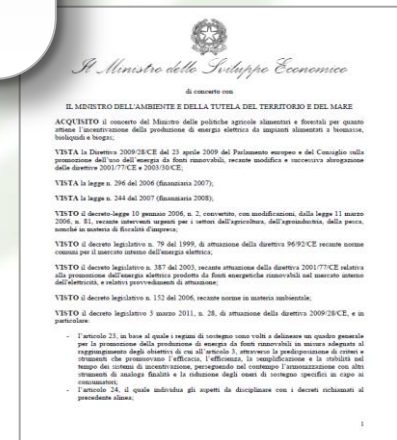 Il Ministro dello Sviluppo Economico
di concerto con
IL MINISTRO DELL'AMBIENTE E DELLA TUTELA DEL TERRITORIO E DEL MARE
ACQUISITO il concerto del Ministro delle politiche agricole alimentari e forestali per quanto
attiene l'incentivazione della produzione di energia elettrica da impianti alimentati a biomasse,
bioliquidi e biogas;
VISTA la Direttiva 2009/28/CE del 23 aprile 2009 del Parlamento europeo e del Consiglio sulla
promozione dell'uso dell'energia da fonti rinnovabili, recante modifica e successiva abrogazione
delle direttive 2001/77/CE e 2003/30/CE;
VISTA la legge n. 296 del 2006 (finanziaria 2007);
VISTA la legge n. 244 del 2007 (finanziaria 2008);
VISTO il decreto-legge 10 gennaio 2006, n. 2, convertito, con modificazioni, dalla legge 11 marzo
2006, n. 81, recante interventi urgenti per i settori dell'agricoltura, dell'agroindustria, della pesca,
nonché in materia di fiscalità d'impresa;
VISTO il decreto legislativo n. 79 del 1999, di attuazione della direttiva 96/92/CE recante norme
comuni per il mercato interno dell'energia elettrica;
VISTO il decreto legislativo n. 387 del 2003, recante attuazione della direttiva 2001/77/CE relativa
alla promozione dell'energia elettrica prodotta da fonti energetiche rinnovabili nel mercato interno
dell'elettricità, e relativi provvedimenti di attuazione;
VISTO il decreto legislativo n. 152 del 2006, recante norme in materia ambientale;
VISTO il decreto legislativo 3 marzo 2011, n. 28, di attuazione della direttiva 2009/28/CE, e in
particolare:
- l'articolo 23, in base al quale i regimi di sostegno sono volti a delineare un quadro generale
per la promozione della produzione di energia da fonti rinnovabili in misura adeguata al
raggiungimento degli obiettivi di cui all'articolo 3, attraverso la predisposizione di criteri e
strumenti che promuovano l'efficacia, l'efficienza, la semplificazione e la stabilità nel
tempo dei sistemi di incentivazione, perseguendo nel contempo l'armonizzazione con altri
strumenti di analoga finalità e la riduzione degli oneri di sostegno specifici in capo ai
consumatori;
- l'articolo 24, il quale individua gli aspetti da disciplinare con i decreti richiamati al
precedente alinea;
1